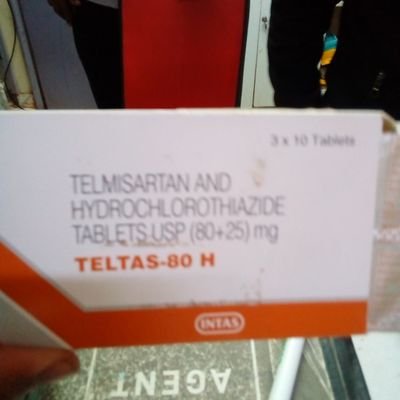 3 x 10 Tablets
TELMISARTAN AND
HYDROCHLOROTHIAZIDE
TABLETS USP (80+25) mg
TELTAS-80 H
INTAS
AGENT